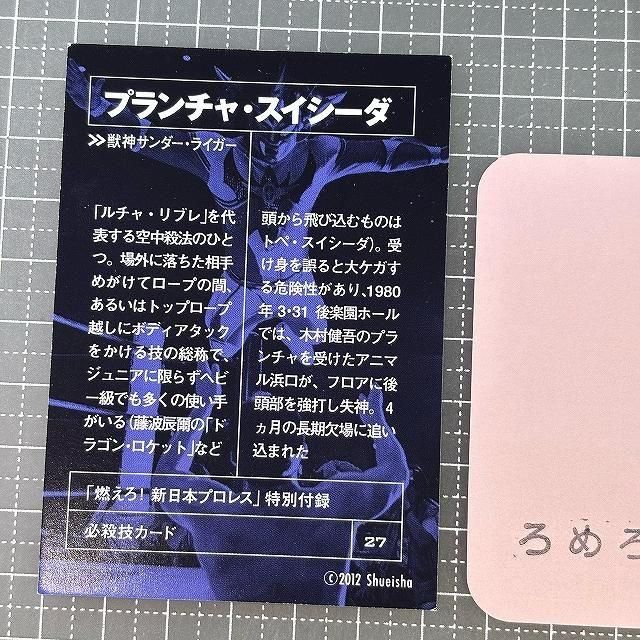 プランチャ・スイシーダ
≫獣神サンダー・ライガー
「ルチャ・リブレ」を代
表する空中殺法のひと
つ。場外に落ちた相手
めがけてロープの間、
あるいはトップロープ
越しにボディアタック
をかける技の総称で、
ジュニアに限らずヘビ
ー級でも多くの使い手
がいる（藤波辰爾の「ド
ラゴン・ロケット」など
頭から飛び込むものは
トペ・スイシーダ）。受
け身を誤ると大ケガす
る危険性があり、1980
年3・31 後楽園ホール
では、木村健吾のプラ
ンチャを受けたアニマ
ル浜口が、フロアに後
頭部を強打し失神。4
ヵ月の長期欠場に追い
込まれた
「燃えろ！新日本プロレス」特別付録
必殺技カード
27
©2012 Shueisha
ろめろ